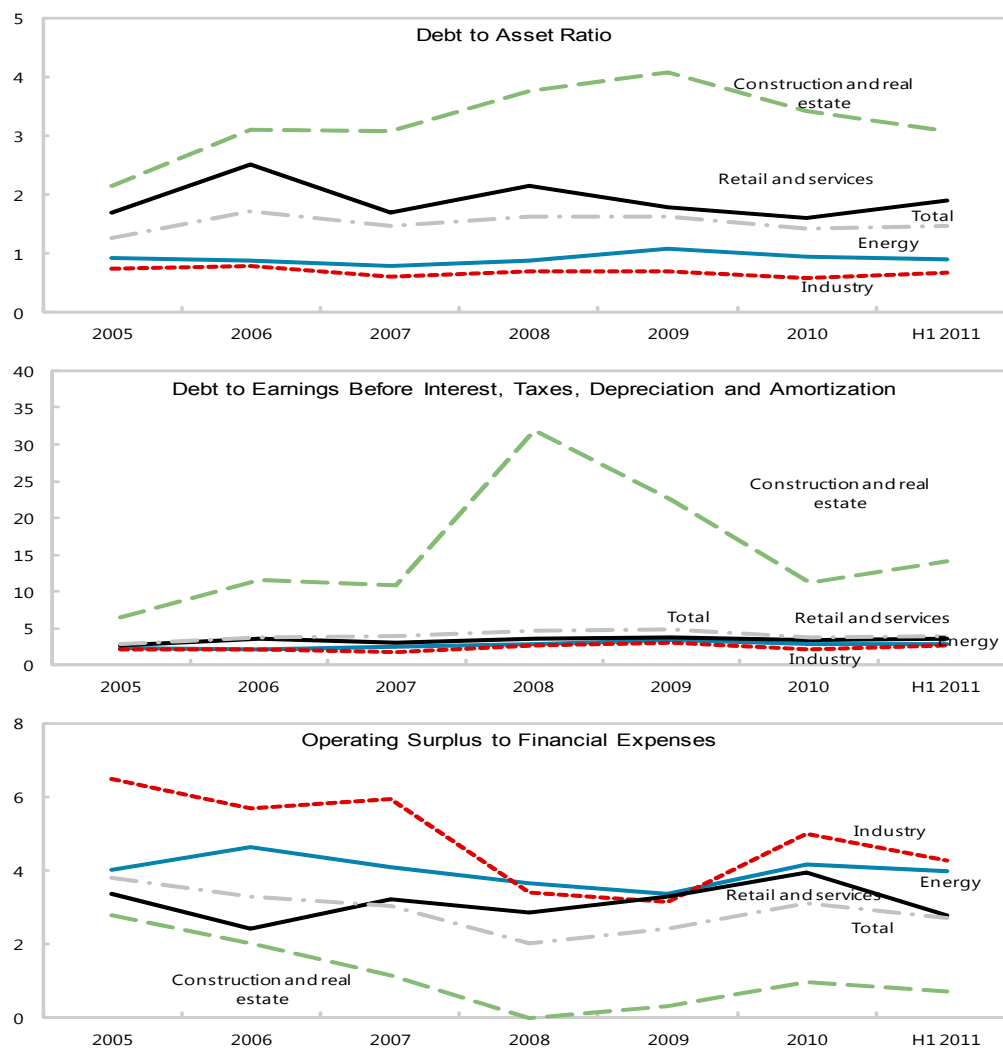 5
Debt to Asset Ratio
4
Construction and real
estate
3
Retail and services
2
Total
Energy
1
Industry
0
2005 2006 2007 2008 2009 2010 H1 2011
40
Debt to Earnings Before Interest, Taxes, Depreciation and Amortization
35
30
25
Construction and real
estate
20
15
10
Total
Retail and services
5
Energy
Industry
0
2005 2006 2007 2008 2009 2010 H1 2011
8
Operating Surplus to Financial Expenses
6
Industry
4
Energy
Retail and services
Total
2
Construction and real
estate
0
2005 2006 2007 2008 2009 2010 H1 2011